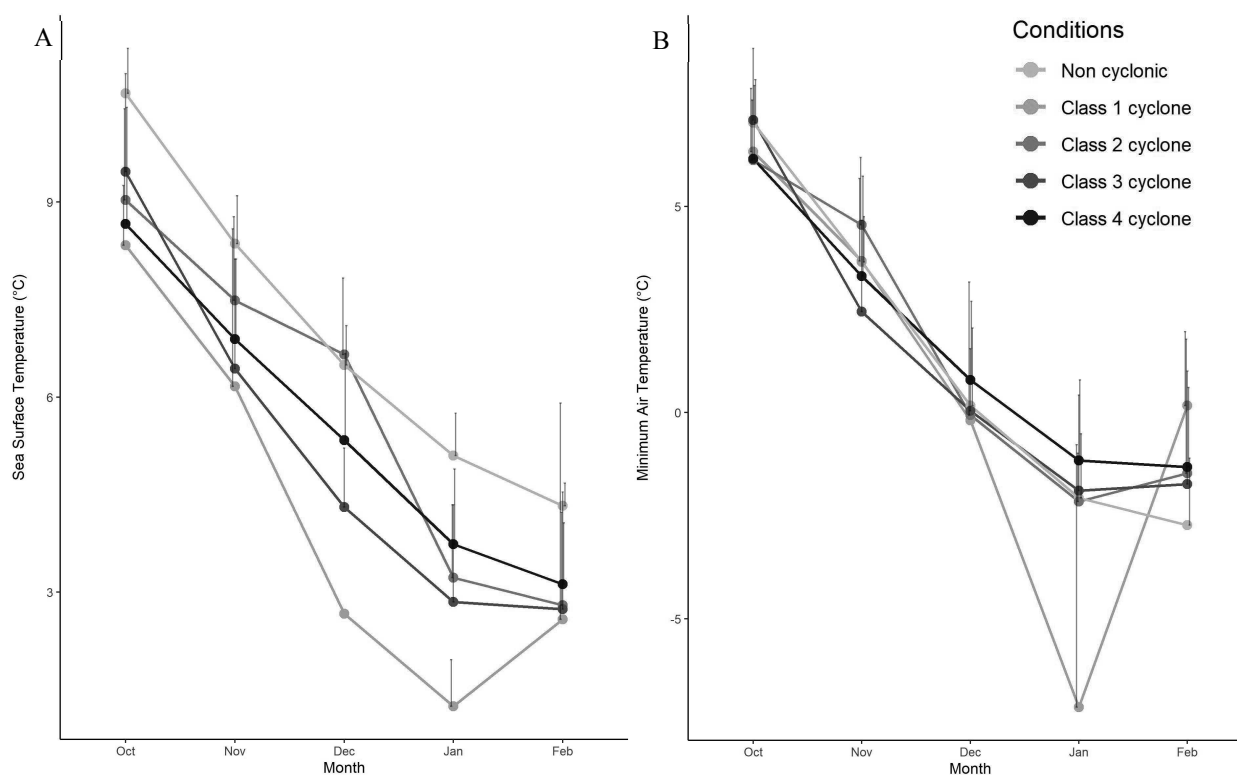 A
Sea Surface Temperature (°C)
9
6
3
Oct Nov Dec Jan Feb
Month
B
Minimum Air Temperature (°C)
5
0
-5
Oct Nov Dec Jan Feb
Month
Conditions
Non cyclonic
Class 1 cyclone
Class 2 cyclone
Class 3 cyclone
Class 4 cyclone